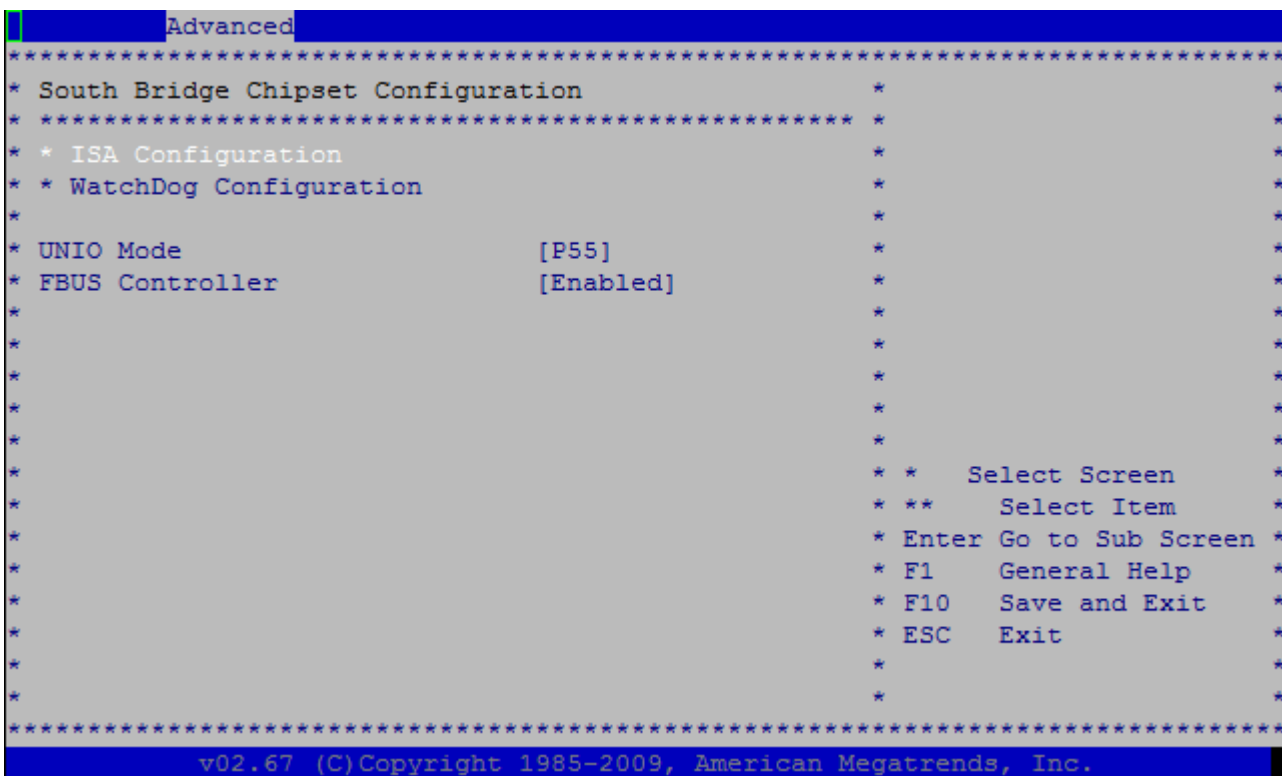 Advanced
********************************************************************************
* South Bridge Chipset Configuration * *
* *************************************************** * *
* * ISA Configuration * *
* * WatchDog Configuration * *
* * *
* UNIO Mode [P55] * *
* FBUS Controller [Enabled] * *
* * *
* * *
* * *
* * *
* * *
* * * Select Screen *
* * ** Select Item *
* * Enter Go to Sub Screen *
* * F1 General Help *
* * F10 Save and Exit *
* * ESC Exit *
* * *
* * *
********************************************************************************
v02.67 (C)Copyright 1985-2009, American Megatrends, Inc.